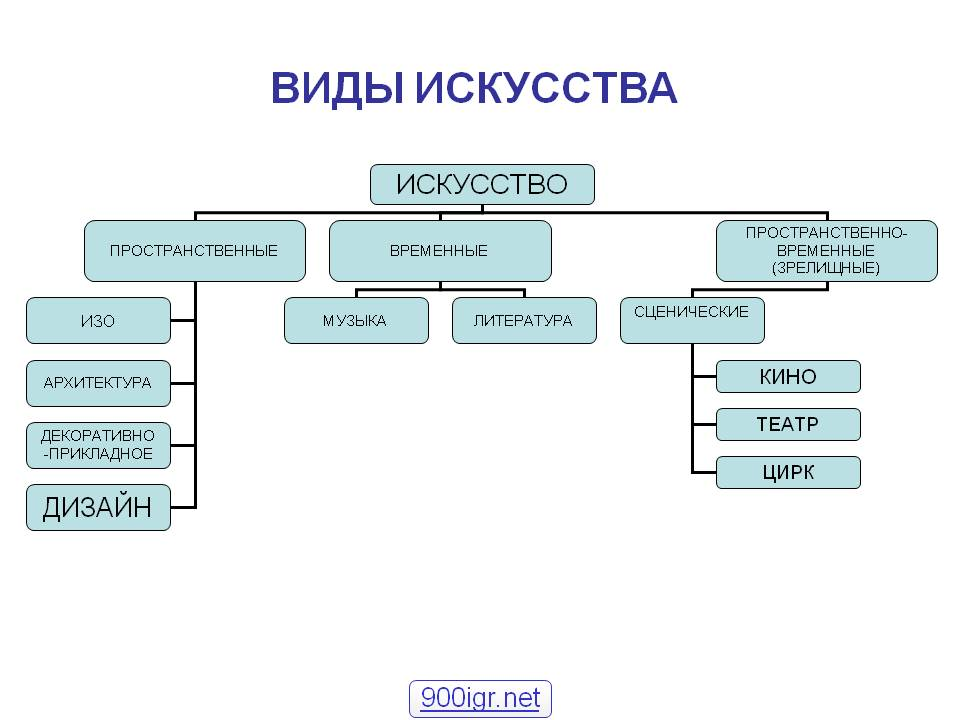 ВИДЫ ИСКУССТВА
ИСКУССТВО
ПРОСТРАНСТВЕННЫЕ
ВРЕМЕННЫЕ
ПРОСТРАНСТВЕННО-
ВРЕМЕННЫЕ
(ЗРЕЛИЩНЫЕ)
ИЗО
АРХИТЕКТУРА
ДЕКОРАТИВНО
-ПРИКЛАДНОЕ
ДИЗАЙН
МУЗЫКА
ЛИТЕРАТУРА
СЦЕНИЧЕСКИЕ
КИНО
ТЕАТР
ЦИРК
900igr.net